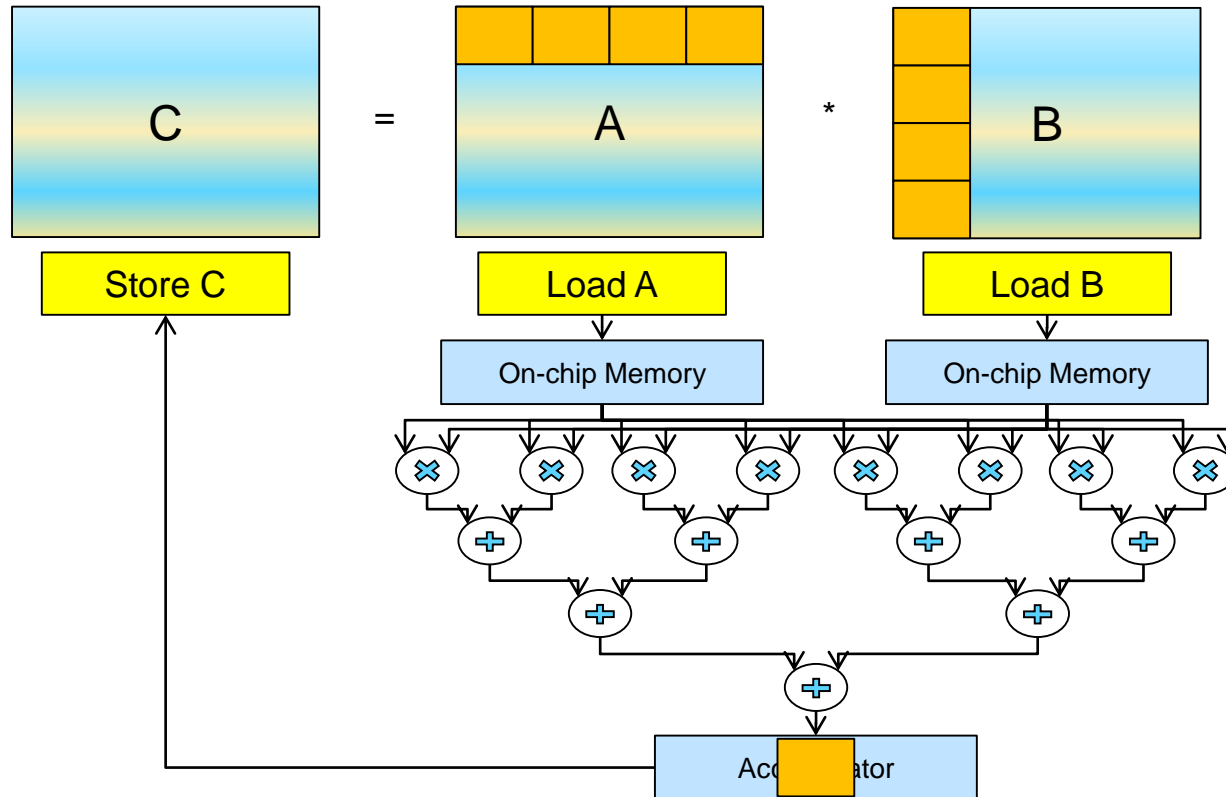 C
=
A
*
B
Store C
Load A
Load B
On-chip Memory
On-chip Memory